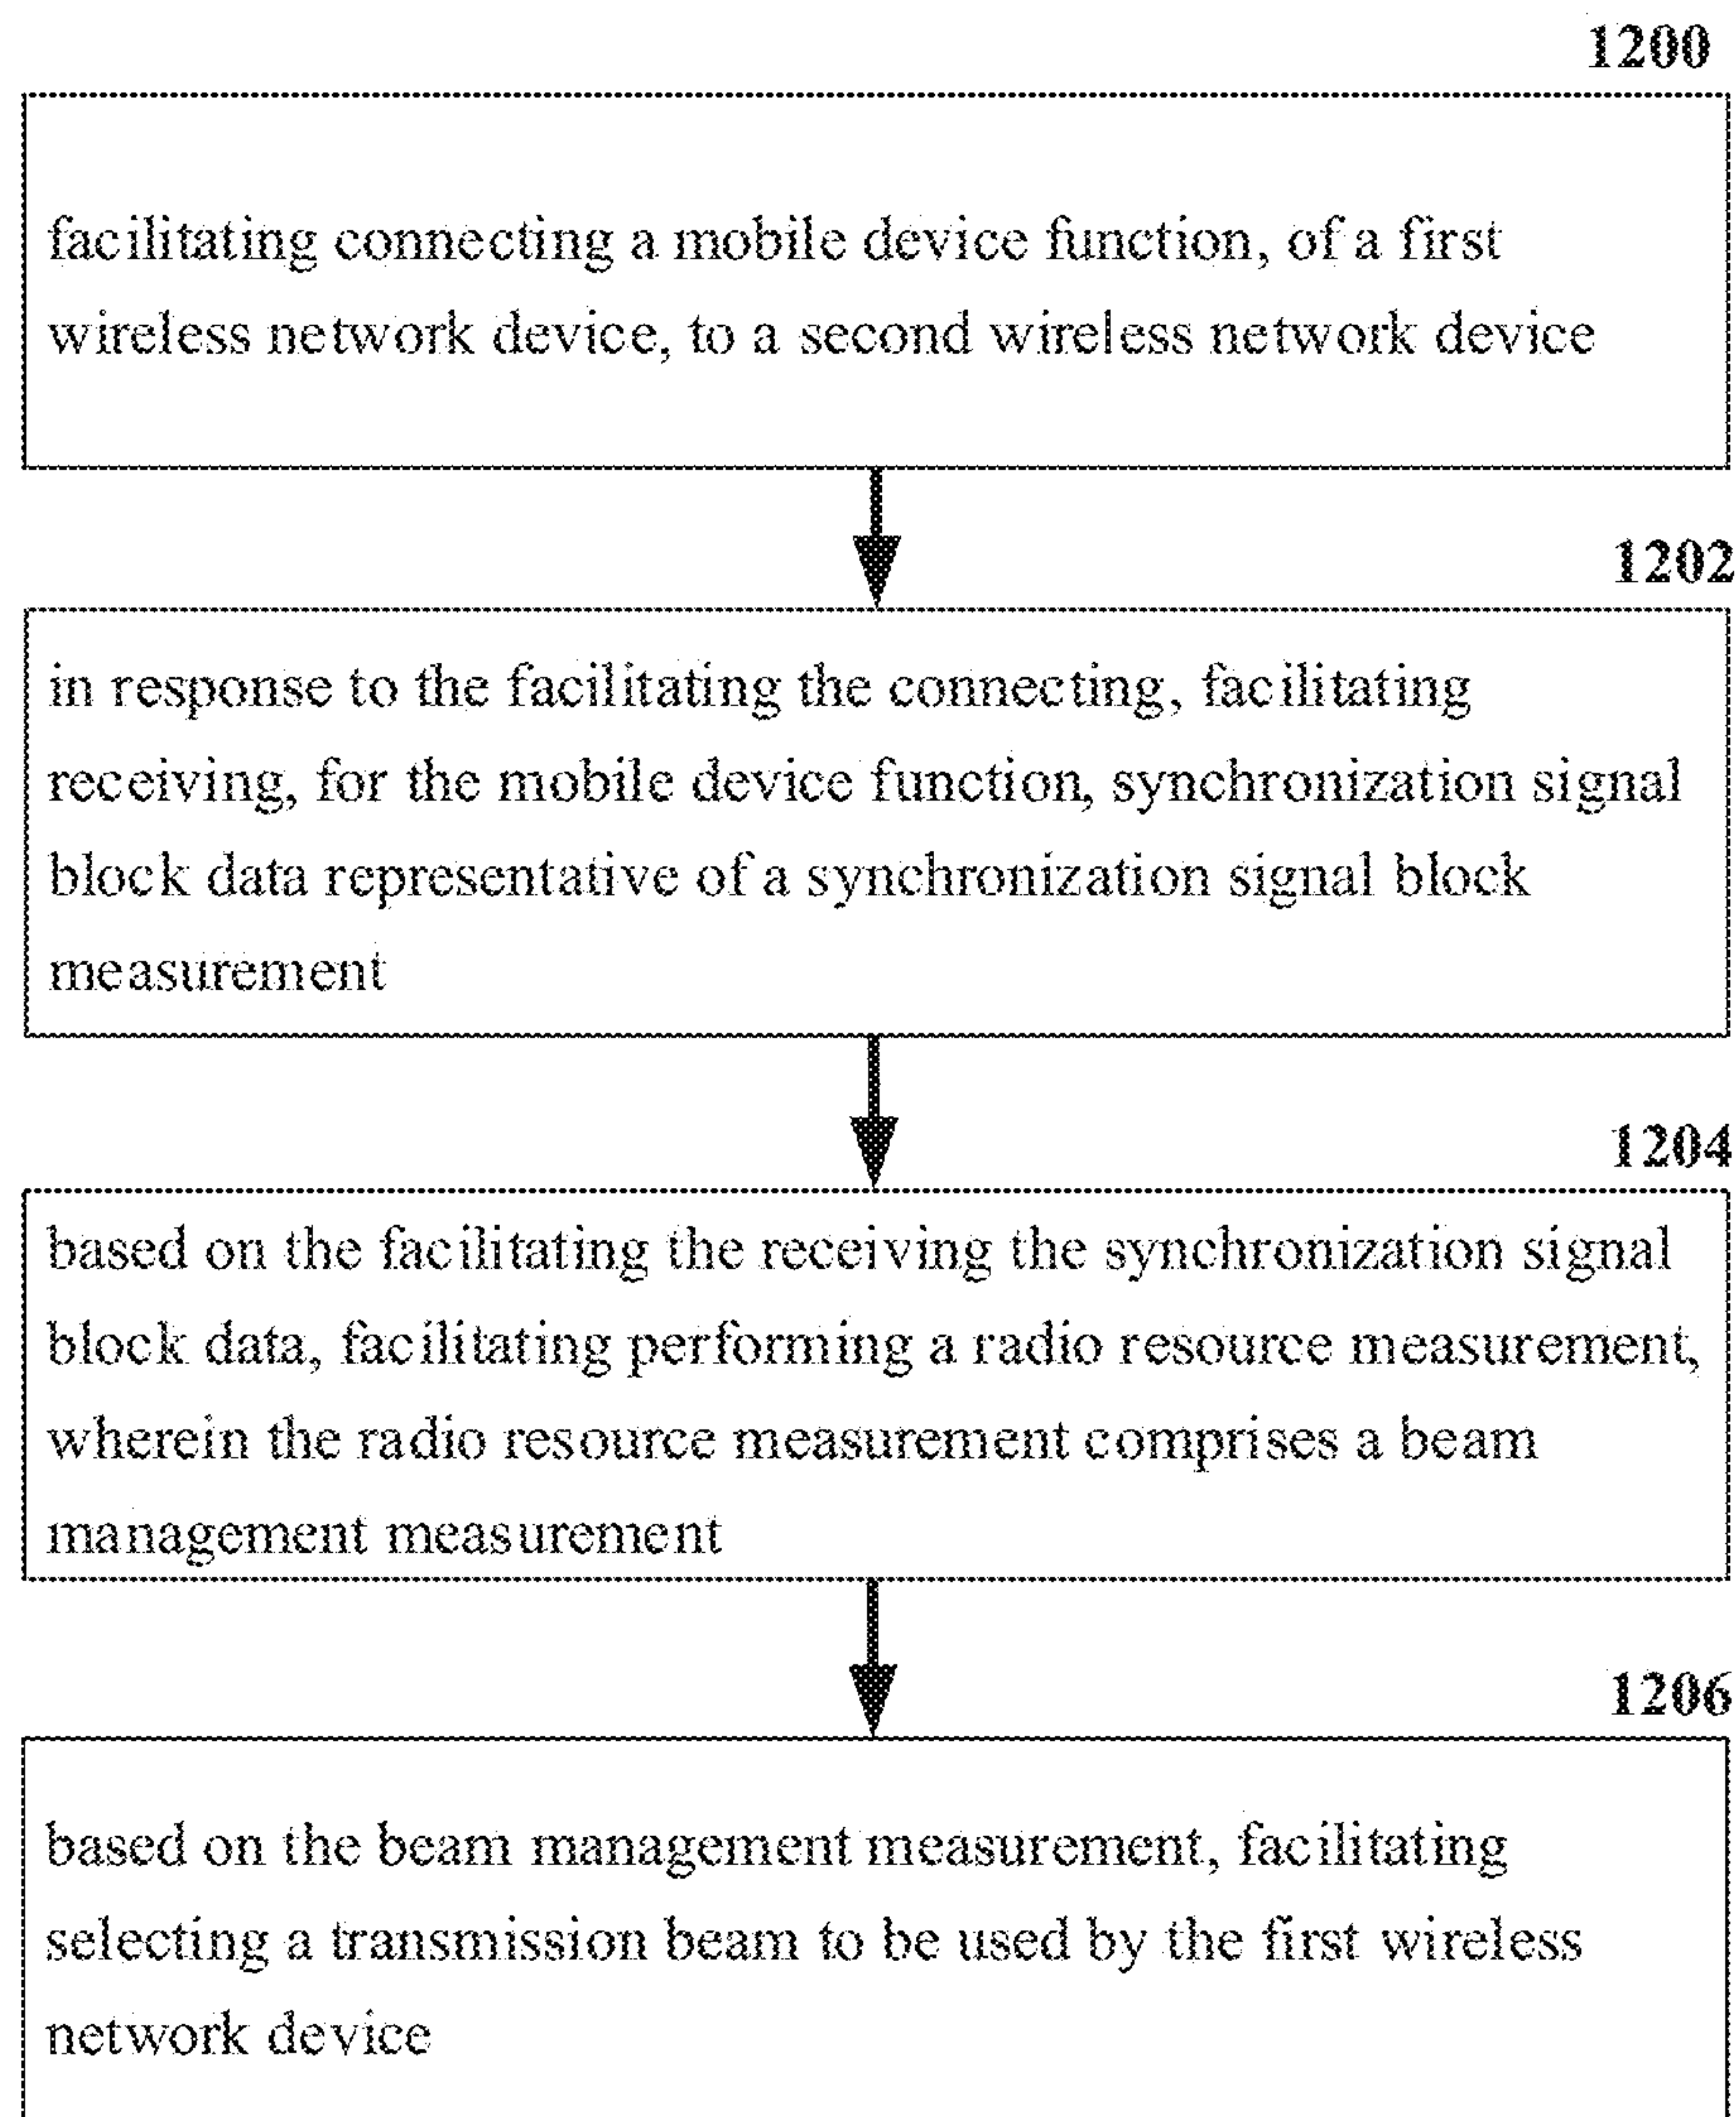 1200
facilitating connecting a mobile device function, of a first
wireless network device, to a second wireless network device
1202
in response to the facilitating the connecting, facilitating
receiving, for the mobile device function, synchronization signal
block data representative of a synchronization signal block
measurement
1204
based on the facilitating the receiving the synchronization signal
block data, facilitating performing a radio resource measurement,
wherein the radio resource measurement comprises a beam
management measurement
1206
based on the beam management measurement, facilitating
selecting a transmission beam to be used by the first wireless
network device